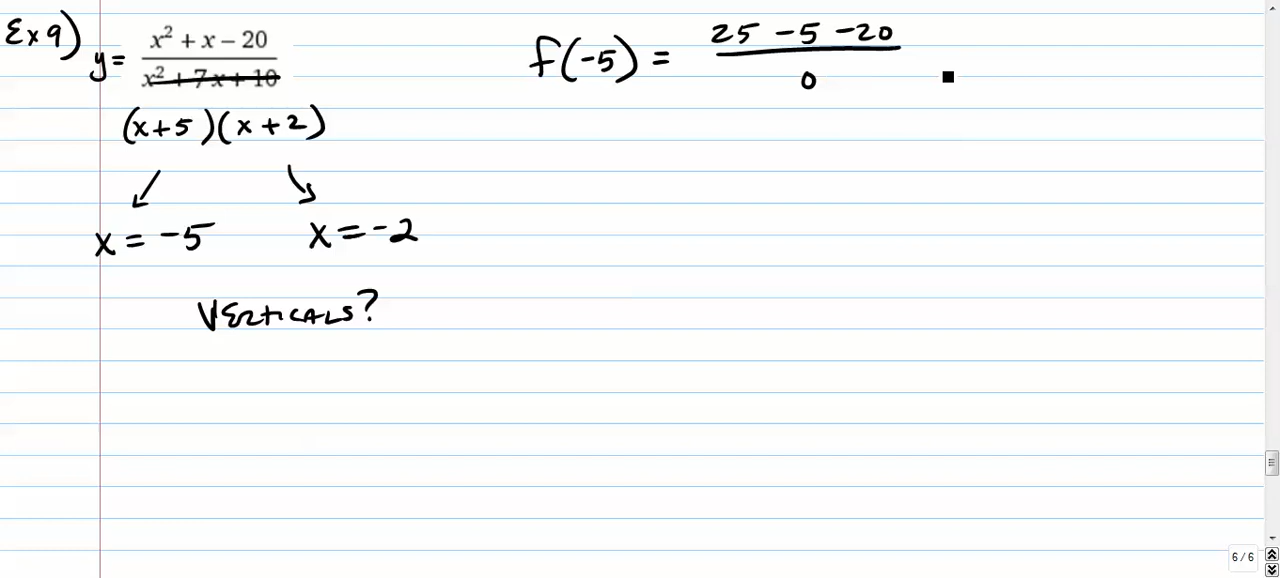 Ex 9) y = x² + x − 20 / x² + 7x + 10
f(-5) = 25 - 5 - 20 / 0
(x+5)(x+2)
x = -5 x = -2
VERTICALS?
6 / 6